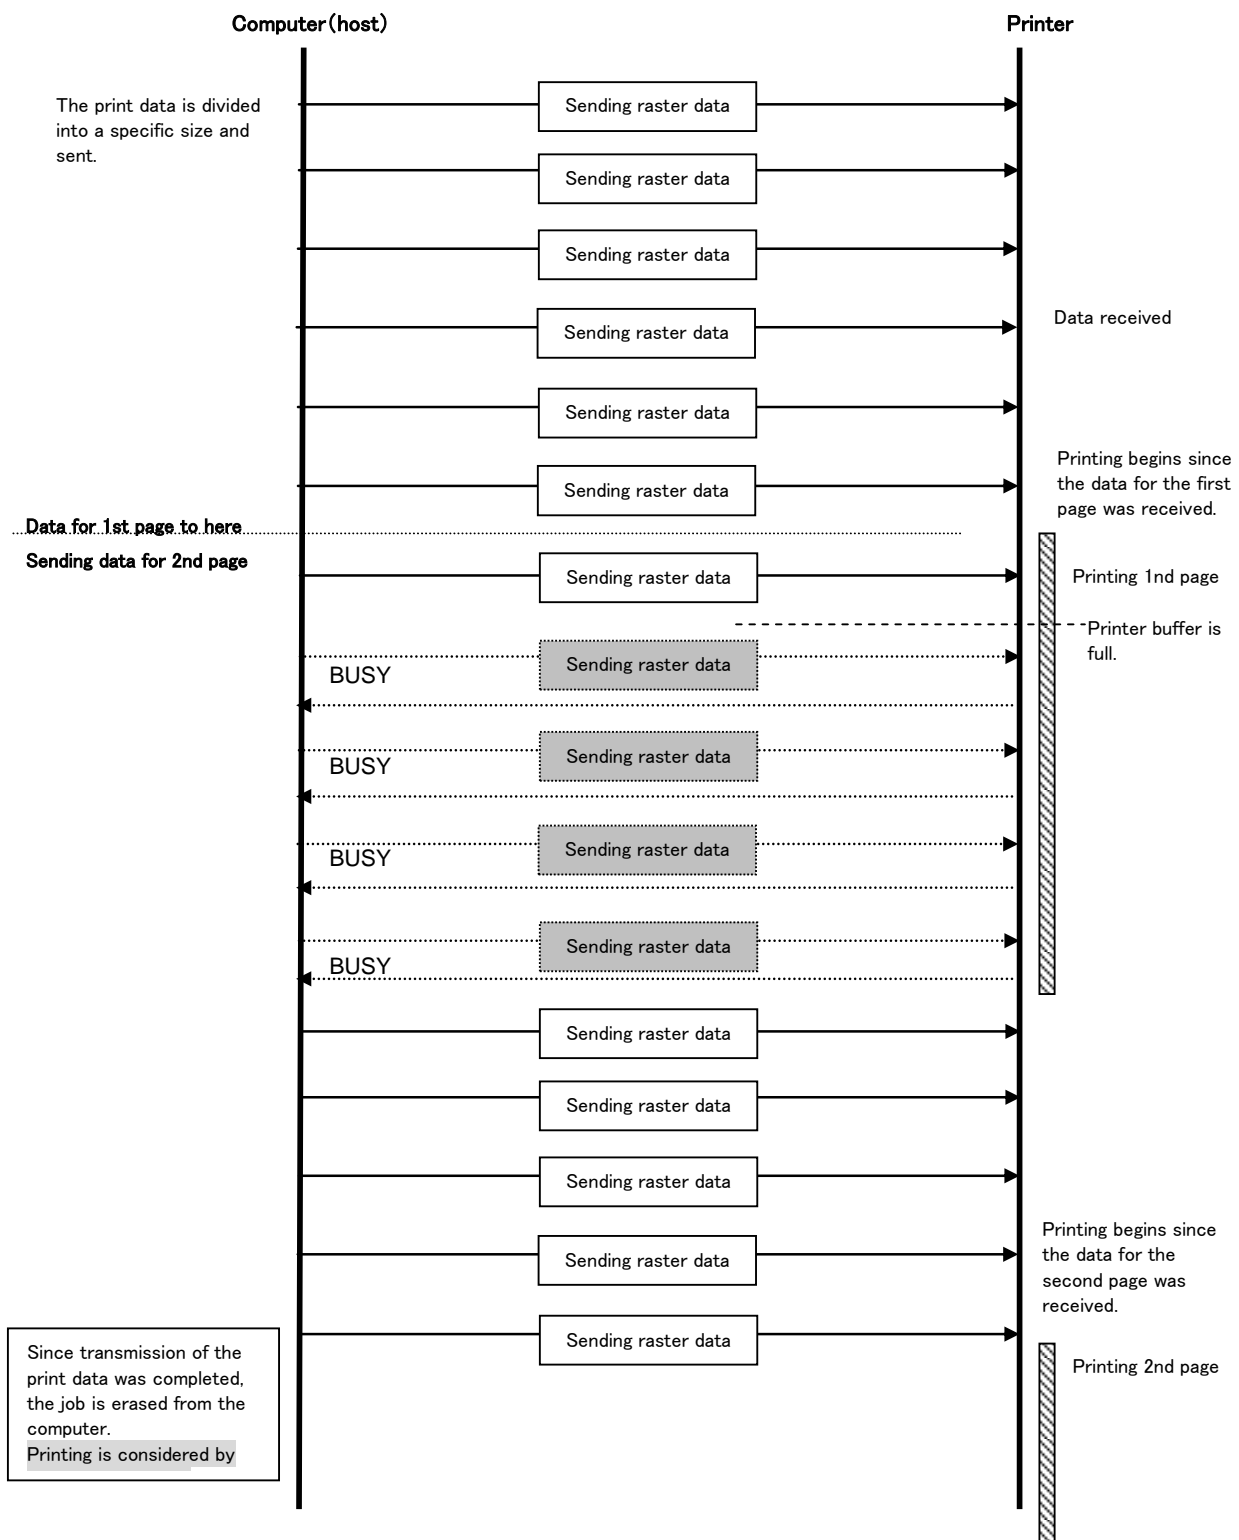 Computer(host)
Printer
The print data is divided
into a specific size and
sent.
Sending raster data
Sending raster data
Sending raster data
Sending raster data
Data received
Sending raster data
Printing begins since
the data for the first
page was received.
Sending raster data
Data for 1st page to here
Sending data for 2nd page
Sending raster data
Printing 1nd page
Printer buffer is
full.
Sending raster data
BUSY
Sending raster data
BUSY
Sending raster data
BUSY
Sending raster data
BUSY
Sending raster data
Sending raster data
Sending raster data
Printing begins since
the data for the
second page was
received.
Sending raster data
Sending raster data
Since transmission of the
print data was completed,
the job is erased from the
computer.
Printing is considered by
Printing 2nd page